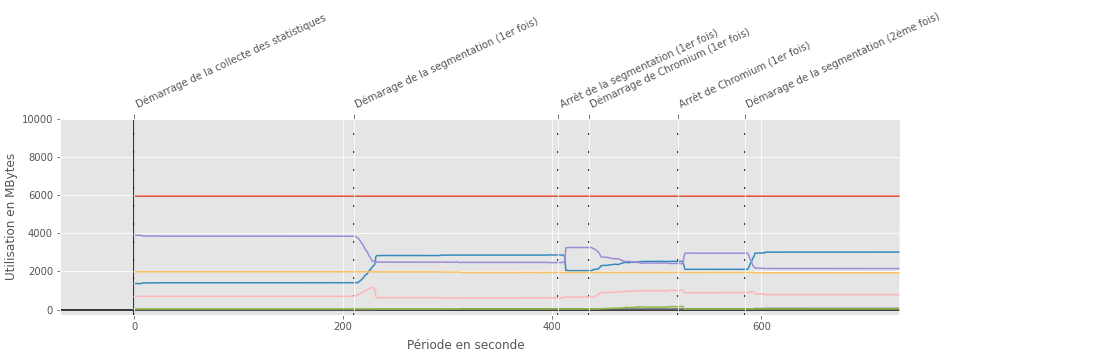 Démarrage de la collecte des statistiques
Démarage de la segmentation (1er fois)
Arrêt de la segmentation (1er fois)
Démarrage de Chromium (1er fois)
Arrêt de Chromium (1er fois)
Démarage de la segmentation (2ème fois)
10000
8000
6000
4000
2000
0
Utilisation en MBytes
0
200
400
600
Période en seconde